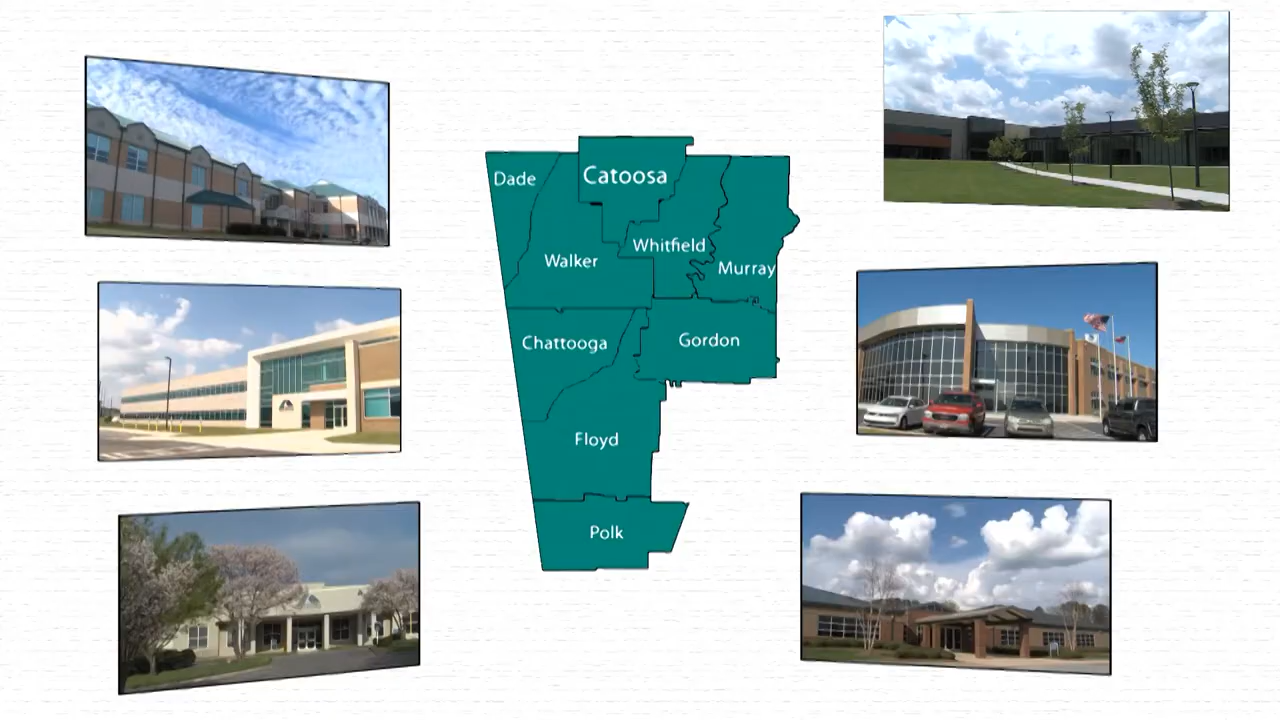 Catoosa
Dade
Whitfield
Walker
Murray
Gordon
Chattooga
Floyd
Polk